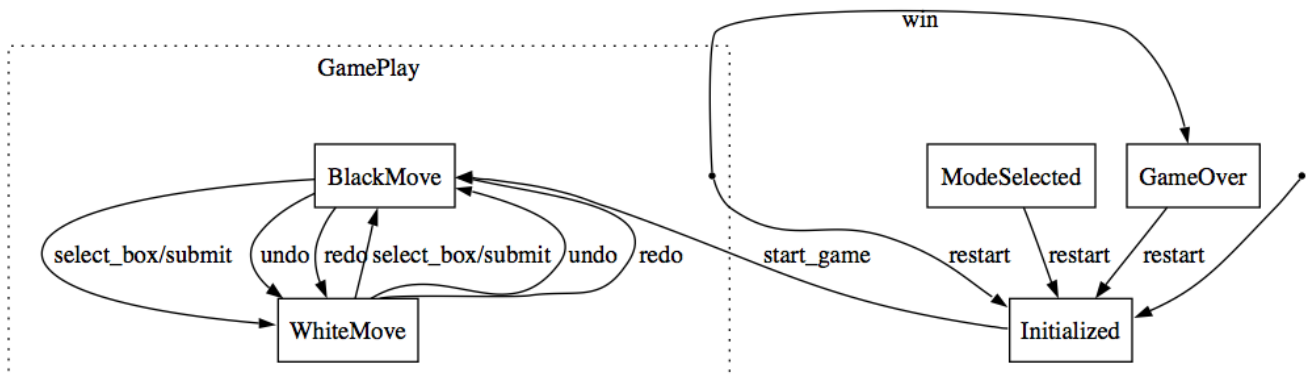 win
GamePlay
BlackMove
ModeSelected
GameOver
select_box/submit
undo
redo
select_box/submit
undo
redo
start_game
restart
restart
restart
WhiteMove
Initialized